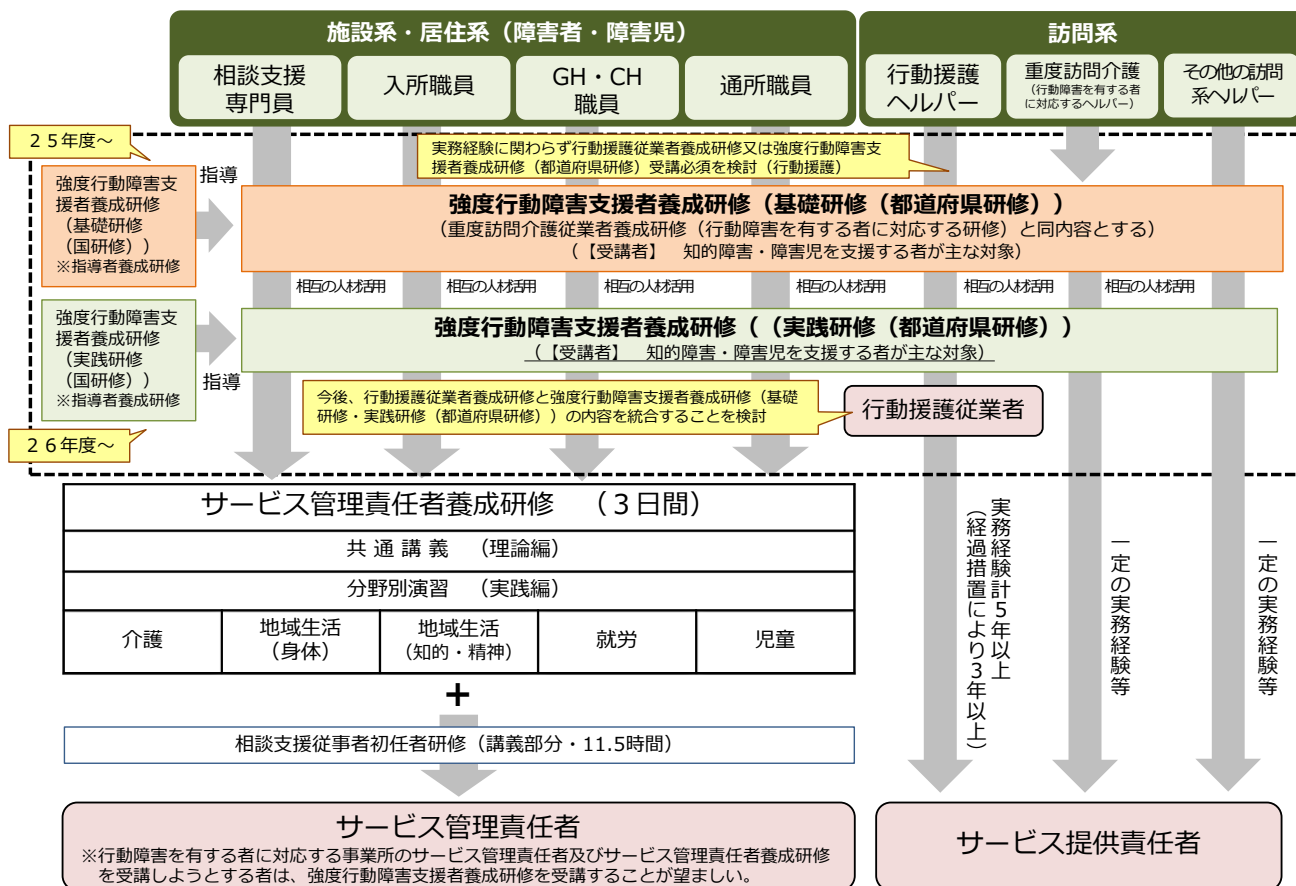 施設系・居住系（障害者・障害児）
訪問系
相談支援
専門員
入所職員
GH・CH
職員
通所職員
行動援護
ヘルパー
重度訪問介護
（行動障害を有する者
に対応するヘルパー）
その他の訪問
系ヘルパー
２５年度～
実務経験に関わらず行動援護従業者養成研修又は強度行動障害支
援者養成研修（都道府県研修）受講必須を検討（行動援護）
強度行動障害支
援者養成研修
（基礎研修
（国研修））
※指導者養成研修
指導
強度行動障害支援者養成研修（基礎研修（都道府県研修））
（重度訪問介護従業者養成研修（行動障害を有する者に対応する研修）と同内容とする）
（【受講者】　知的障害・障害児を支援する者が主な対象）
相互の人材活用
相互の人材活用
相互の人材活用
相互の人材活用
相互の人材活用
相互の人材活用
強度行動障害支
援者養成研修
（実践研修
（国研修））
※指導者養成研修
指導
強度行動障害支援者養成研修（（実践研修（都道府県研修））
（【受講者】　知的障害・障害児を支援する者が主な対象）
今後、行動援護従業者養成研修と強度行動障害支援者養成研修（基礎
研修・実践研修（都道府県研修））の内容を統合することを検討
行動援護従業者
２６年度～
サービス管理責任者養成研修　（３日間）
共 通 講 義　（理論編）
分野別演習　（実践編）
介護
地域生活
（身体）
地域生活
（知的・精神）
就労
児童
＋
相談支援従事者初任者研修（講義部分・11.5時間）
実務経験計５年以上
（経過措置により３年以上）
一定の実務経験等
一定の実務経験等
サービス管理責任者
※行動障害を有する者に対応する事業所のサービス管理責任者及びサービス管理責任者養成研修
を受講しようとする者は、強度行動障害支援者養成研修を受講することが望ましい。
サービス提供責任者